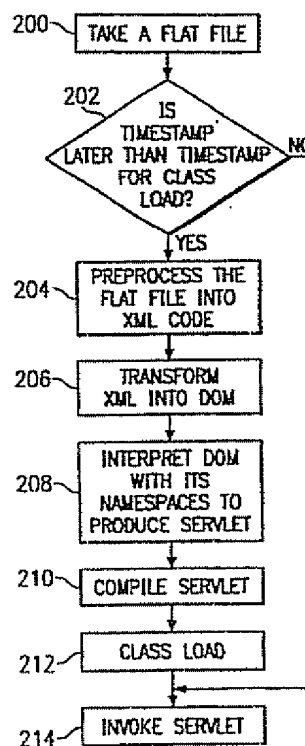 200
TAKE A FLAT FILE
202
IS
TIMESTAMP
LATER THAN TIMESTAMP
FOR CLASS
LOAD?
NO
YES
204
PREPROCESS THE
FLAT FILE INTO
XML CODE
206
TRANSFORM
XML INTO DOM
208
INTERPRET DOM
WITH ITS
NAMESPACES TO
PRODUCE SERVLET
210
COMPILE SERVLET
212
CLASS LOAD
214
INVOKE SERVLET